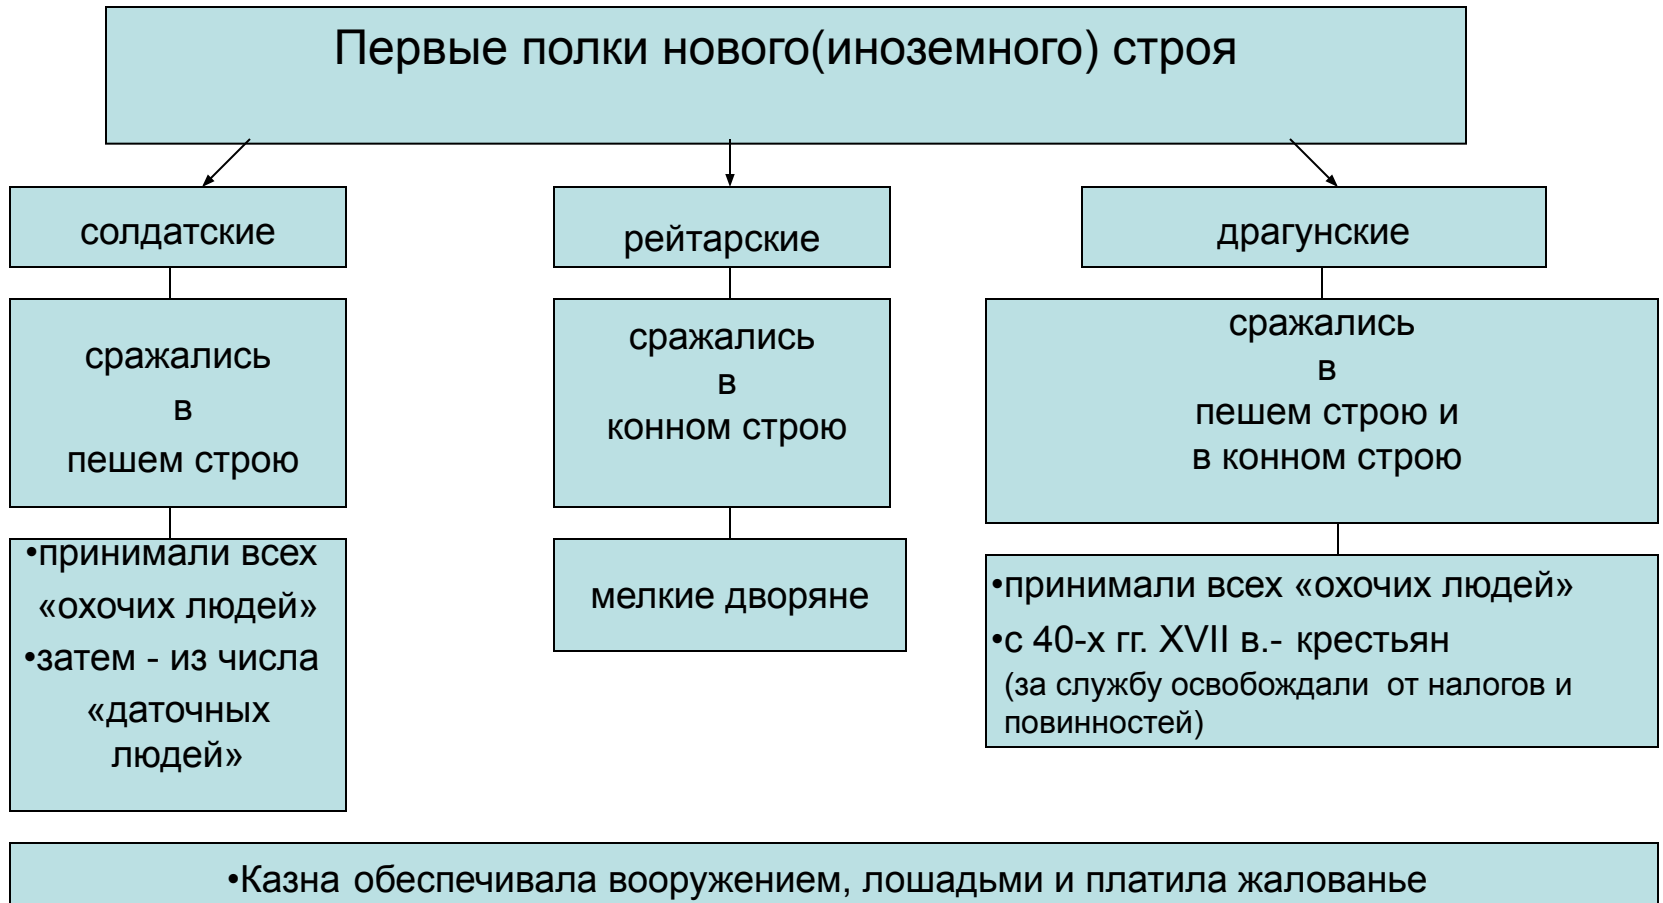 Первые полки нового(иноземного) строя
солдатские
рейтарские
драгунские
сражались
в
пешем строю
сражались
в
конном строю
сражались
в
пешем строю и
в конном строю
•принимали всех
«охочих людей»
•затем - из числа
«даточных
людей»
мелкие дворяне
•принимали всех «охочих людей»
•с 40-х гг. XVII в.- крестьян
(за службу освобождали от налогов и
повинностей)
•Казна обеспечивала вооружением, лошадьми и платила жалованье